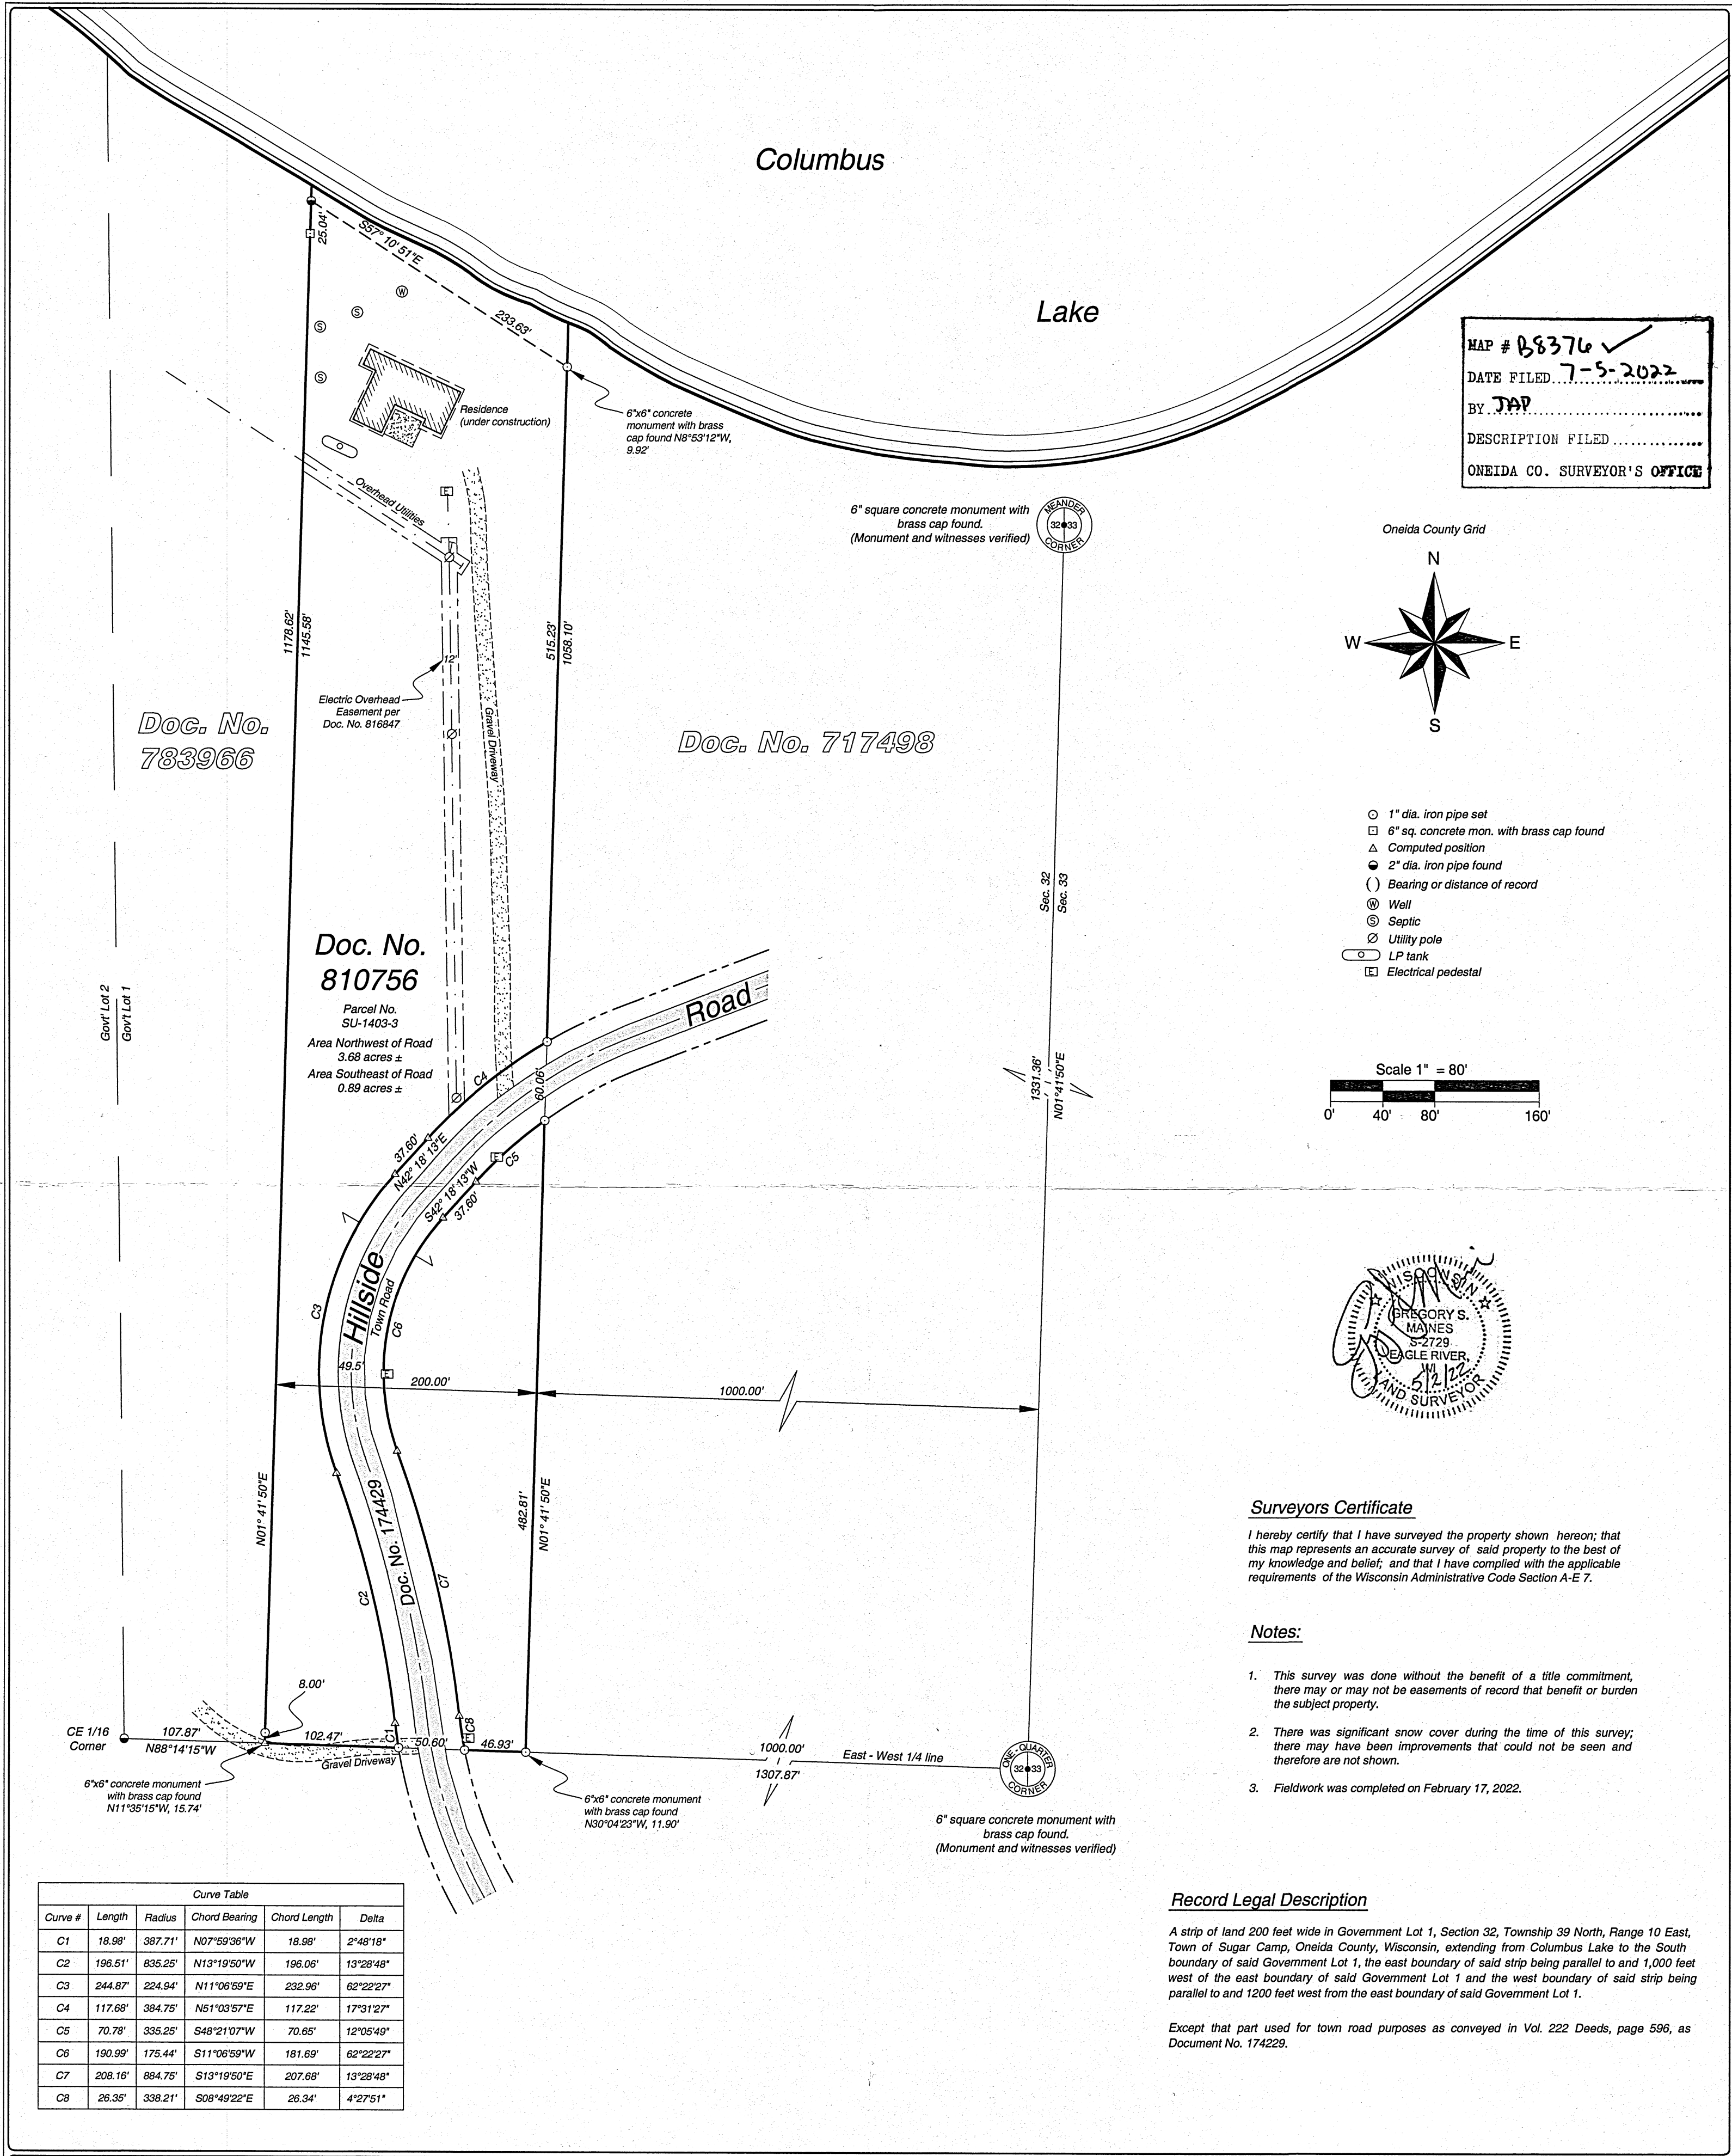 Columbus
Lake
MAP # B8376 ✓
DATE FILED 7-5-2022
BY JAP
DESCRIPTION FILED
ONEIDA CO. SURVEYOR'S OFFICE
25.04'
S57° 10' 51"E
233.63'
W
S
S
S
Residence
(under construction)
6"x6" concrete
monument with brass
cap found N8°53'12"W,
9.92'
Overhead Utilities
E
6" square concrete monument with
brass cap found.
(Monument and witnesses verified)
MEANDER
32 33
CORNER
Oneida County Grid
N
W
E
S
1178.62'
1145.58'
515.23'
1058.10'
12'
Electric Overhead
Easement per
Doc. No. 816847
Gravel Driveway
Doc. No.
783966
Doc. No. 717498
1" dia. iron pipe set
6" sq. concrete mon. with brass cap found
Computed position
2" dia. iron pipe found
( ) Bearing or distance of record
W Well
S Septic
Utility pole
LP tank
E Electrical pedestal
Sec. 32
Sec. 33
Doc. No.
810756
Parcel No.
SU-1403-3
Area Northwest of Road
3.68 acres ±
Area Southeast of Road
0.89 acres ±
Govt' Lot 2
Gov't Lot 1
Road
C4
60.06'
1331.36'
N01°41'50"E
Scale 1" = 80'
0' 40' 80' 160'
37.60'
N42° 18' 13"E
E
C5
S42° 18' 13"W
37.60'
Hillside
Town Road
C3
C6
49.5'
E
200.00'
1000.00'
WISCONSIN
GREGORY S.
MAINES
S-2729
EAGLE RIVER,
WI
5/2/22
LAND SURVEYOR
N01° 41' 50"E
Doc. No. 174429
482.81'
N01° 41' 50"E
C2
C7
Surveyors Certificate
I hereby certify that I have surveyed the property shown hereon; that
this map represents an accurate survey of said property to the best of
my knowledge and belief; and that I have complied with the applicable
requirements of the Wisconsin Administrative Code Section A-E 7.
Notes:
1. This survey was done without the benefit of a title commitment,
there may or may not be easements of record that benefit or burden
the subject property.
2. There was significant snow cover during the time of this survey;
there may have been improvements that could not be seen and
therefore are not shown.
3. Fieldwork was completed on February 17, 2022.
8.00'
CE 1/16
Corner
107.87'
N88°14'15"W
102.47'
C1
50.60'
C8
E
46.93'
Gravel Driveway
1000.00'
1307.87'
East - West 1/4 line
ONE - QUARTER
32 33
CORNER
6"x6" concrete monument
with brass cap found
N11°35'15"W, 15.74'
6"x6" concrete monument
with brass cap found
N30°04'23"W, 11.90'
6" square concrete monument with
brass cap found.
(Monument and witnesses verified)
Curve Table
Curve # Length Radius Chord Bearing Chord Length Delta
C1 18.98' 387.71' N07°59'36"W 18.98' 2°48'18"
C2 196.51' 835.25' N13°19'50"W 196.06' 13°28'48"
C3 244.87' 224.94' N11°06'59"E 232.96' 62°22'27"
C4 117.68' 384.75' N51°03'57"E 117.22' 17°31'27"
C5 70.78' 335.25' S48°21'07"W 70.65' 12°05'49"
C6 190.99' 175.44' S11°06'59"W 181.69' 62°22'27"
C7 208.16' 884.75' S13°19'50"E 207.68' 13°28'48"
C8 26.35' 338.21' S08°49'22"E 26.34' 4°27'51"
Record Legal Description
A strip of land 200 feet wide in Government Lot 1, Section 32, Township 39 North, Range 10 East,
Town of Sugar Camp, Oneida County, Wisconsin, extending from Columbus Lake to the South
boundary of said Government Lot 1, the east boundary of said strip being parallel to and 1,000 feet
west of the east boundary of said Government Lot 1 and the west boundary of said strip being
parallel to and 1200 feet west from the east boundary of said Government Lot 1.
Except that part used for town road purposes as conveyed in Vol. 222 Deeds, page 596, as
Document No. 174229.